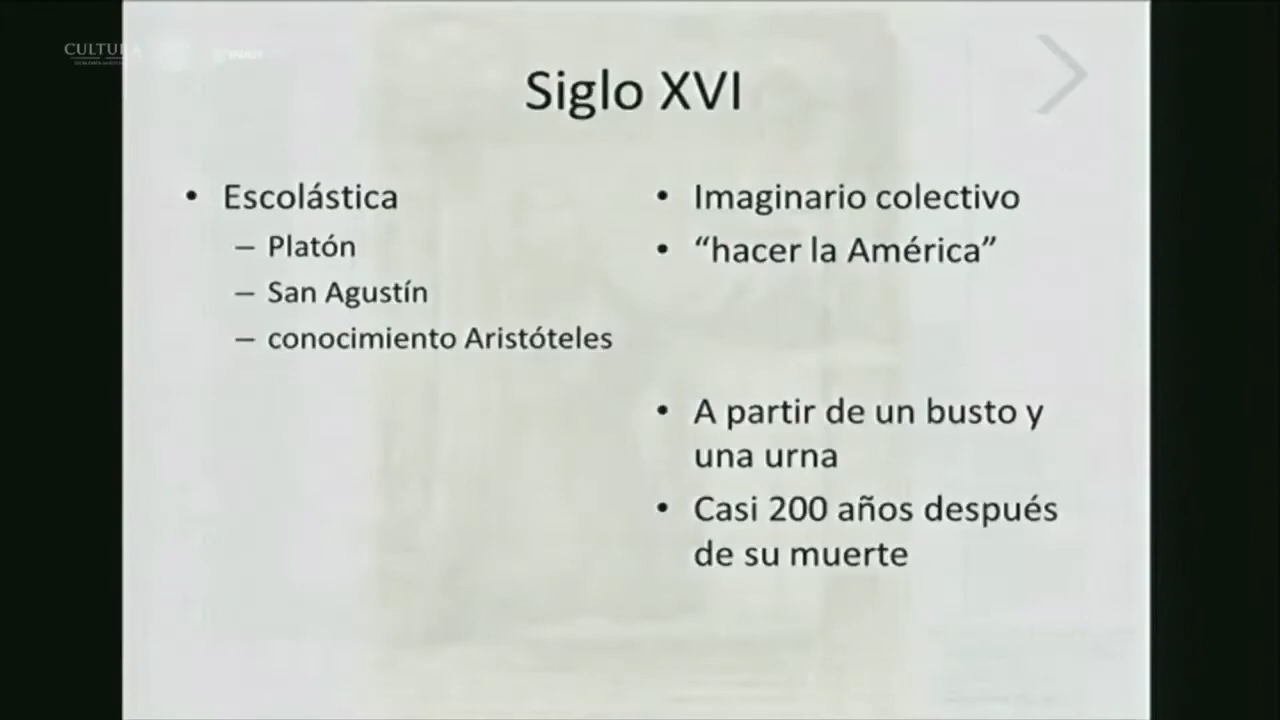 CULTURA
Siglo XVI
• Escolástica
– Platón
– San Agustín
– conocimiento Aristóteles
• Imaginario colectivo
• “hacer la América”
• A partir de un busto y
una urna
• Casi 200 años después
de su muerte